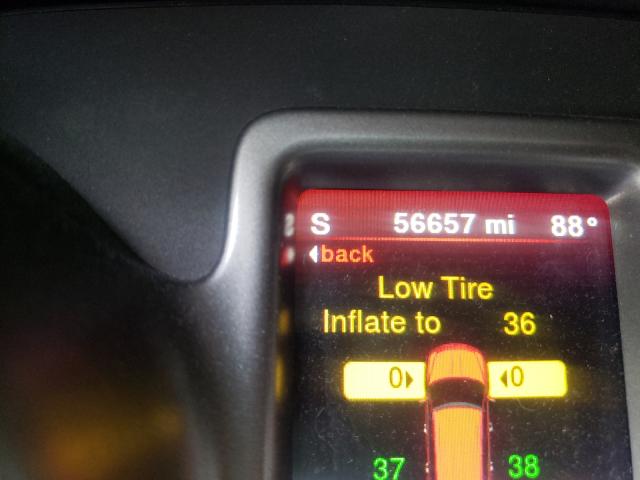 S 56657 mi 88°
back
Low Tire
Inflate to 36
0 0
37 38